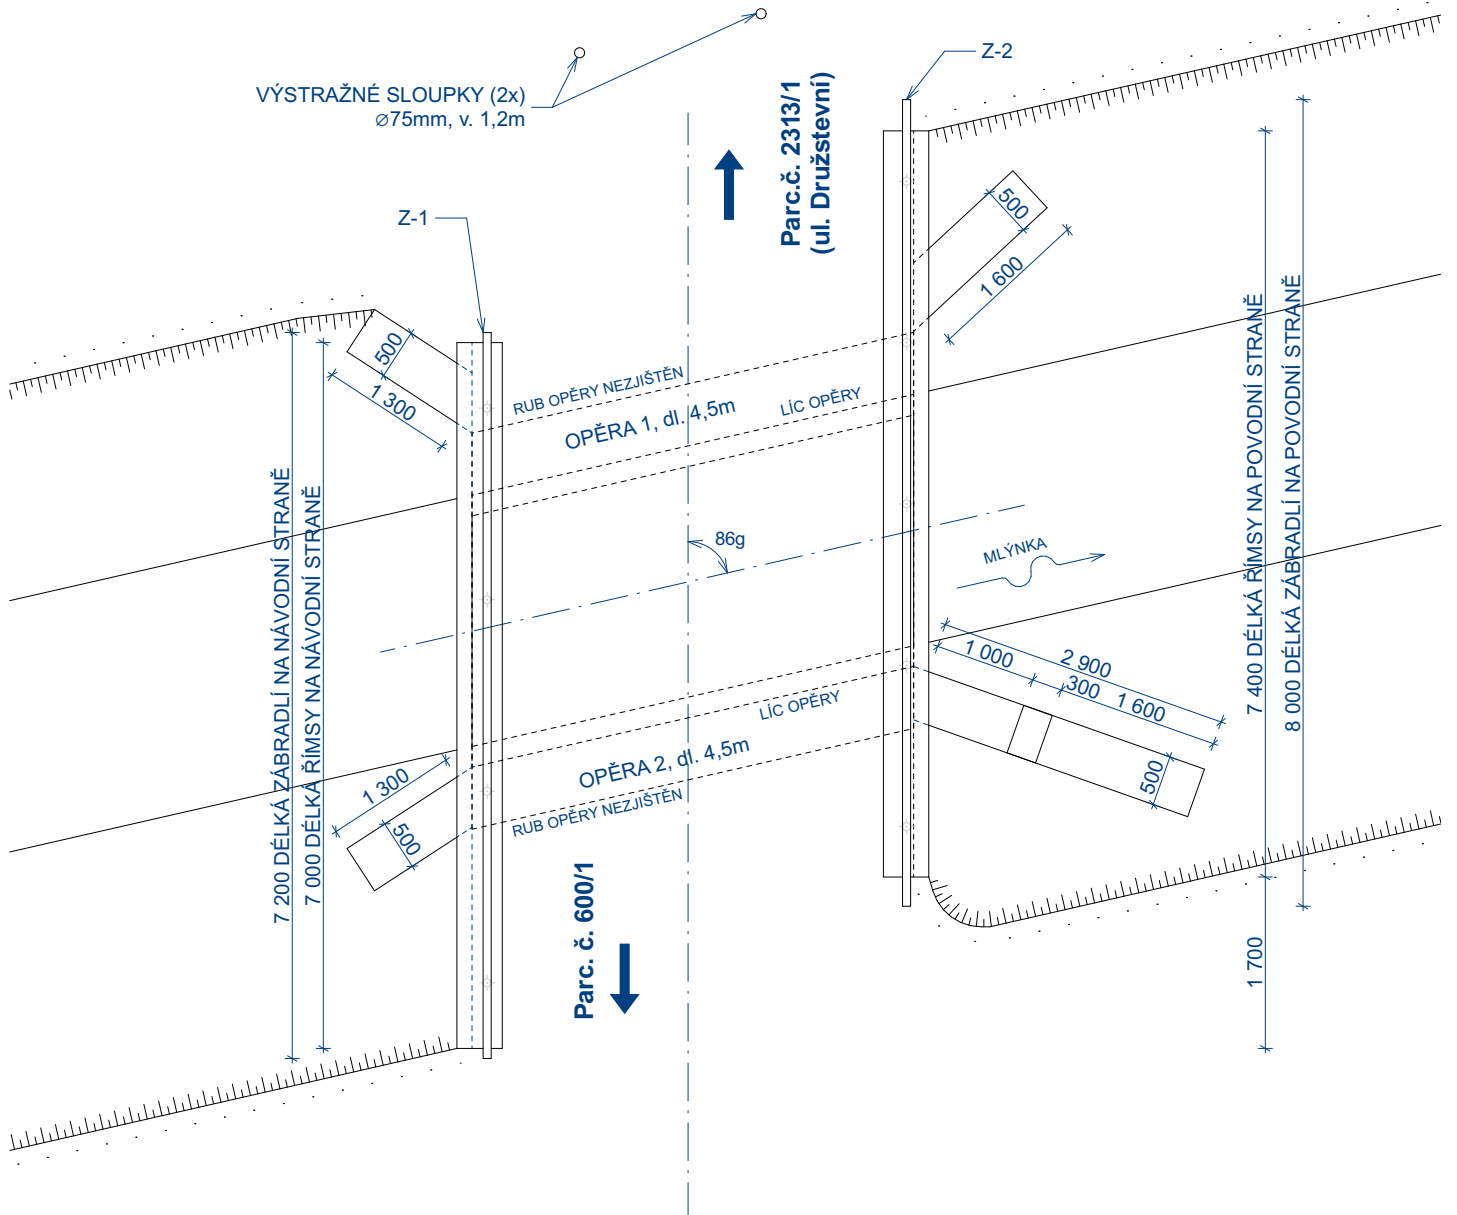 VÝSTRAŽNÉ SLOUPKY (2x)
⌀75mm, v. 1,2m
Z-2
Parc.č. 2313/1
(ul. Družstevní)
Z-1
500
1 600
500
1 300
RUB OPĚRY NEZJIŠTĚN
OPĚRA 1, dl. 4,5m
LÍC OPĚRY
7 200 DÉLKA ZÁBRADLÍ NA NÁVODNÍ STRANĚ
7 000 DÉLKA ŘÍMSY NA NÁVODNÍ STRANĚ
86g
MLÝNKA
7 400 DÉLKA ŘÍMSY NA POVODNÍ STRANĚ
8 000 DÉLKA ZÁBRADLÍ NA POVODNÍ STRANĚ
1 000
2 900
300
1 600
500
LÍC OPĚRY
OPĚRA 2, dl. 4,5m
RUB OPĚRY NEZJIŠTĚN
1 300
500
Parc. č. 600/1
1 700